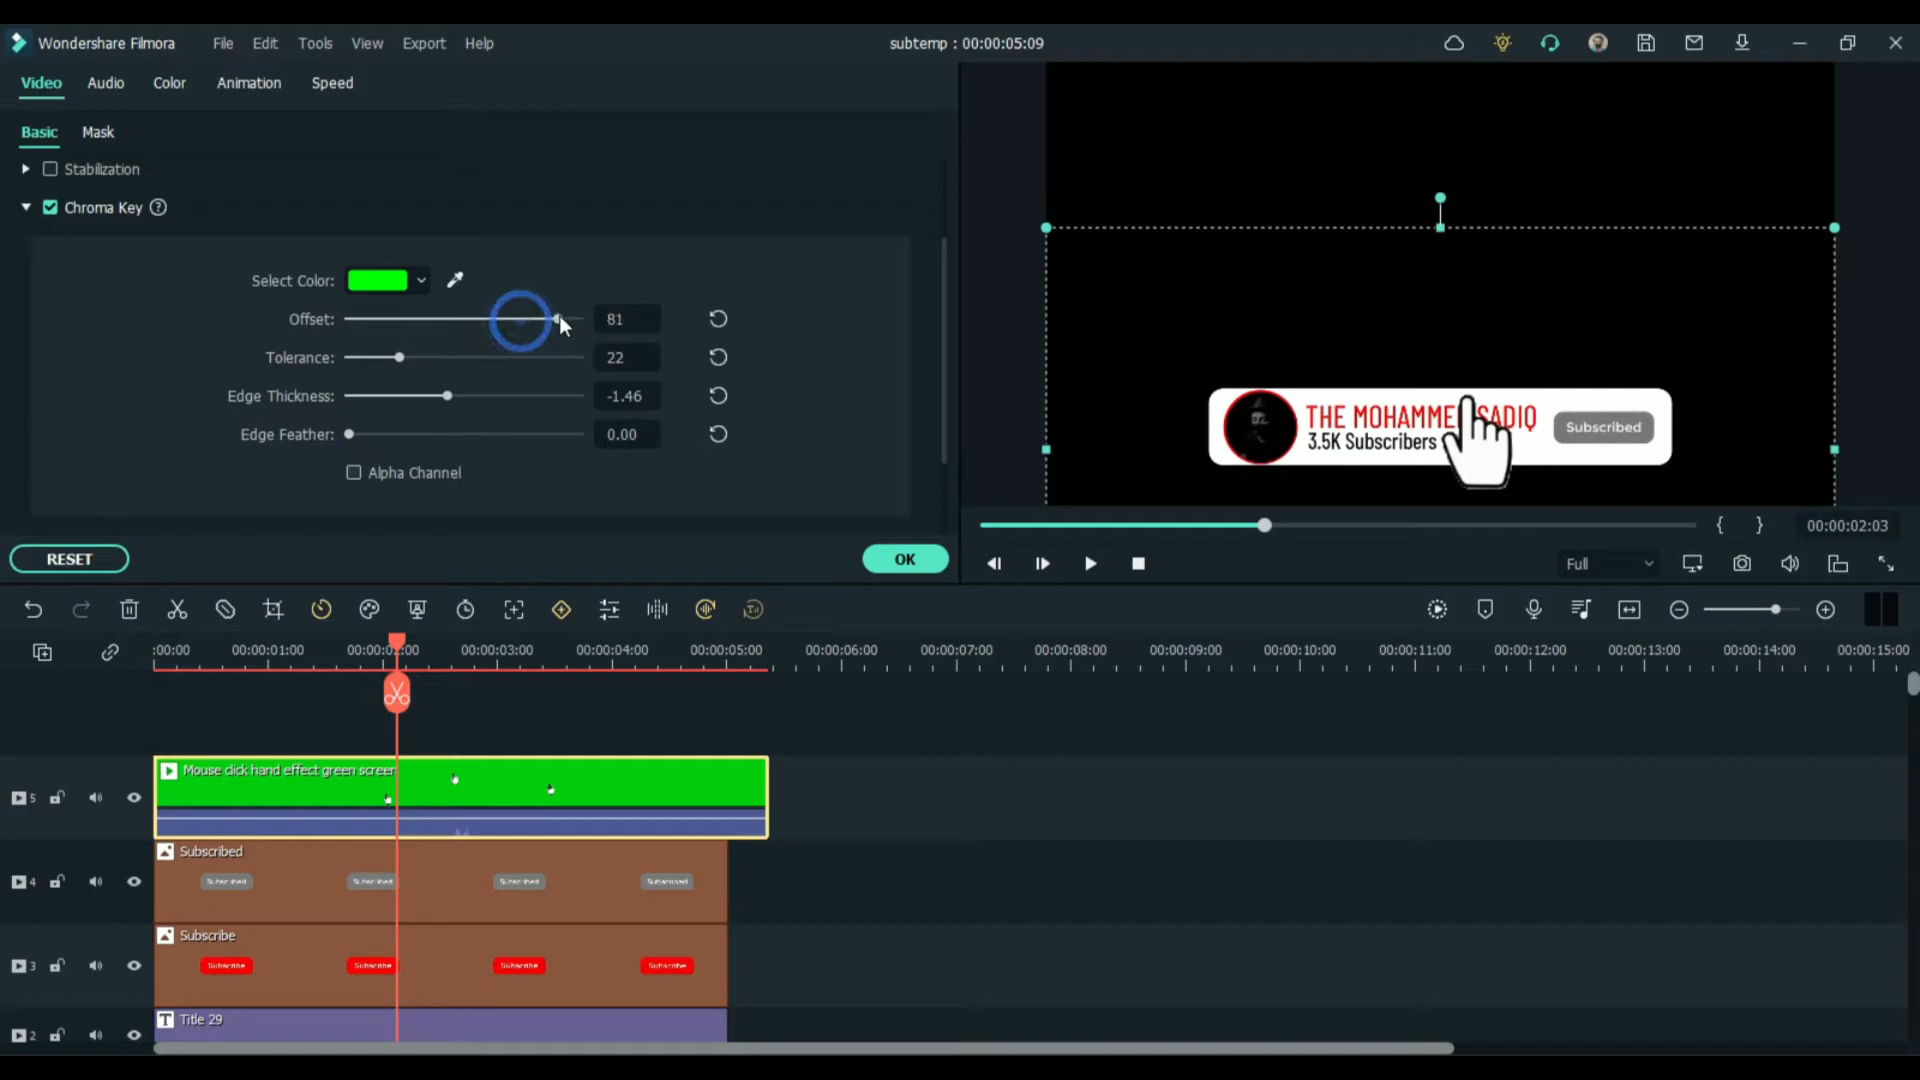 Wondershare Filmora File Edit Tools View Export Help subtemp : 00:00:05:09
Video Audio Color Animation Speed
Basic Mask
Stabilization
Chroma Key ?
Select Color:
Offset: 81
Tolerance: 22
Edge Thickness: -1.46
Edge Feather: 0.00
Alpha Channel
RESET OK
THE MOHAMMED SADIQ
3.5K Subscribers
Subscribed
{ } 00:00:02:03
Full
:00:00 00:00:01:00 00:00:02:00 00:00:03:00 00:00:04:00 00:00:05:00 00:00:06:00 00:00:07:00 00:00:08:00 00:00:09:00 00:00:10:00 00:00:11:00 00:00:12:00 00:00:13:00 00:00:14:00 00:00:15:00
5 Mouse click hand effect green screen
Subscribed
4 Subscribed Subscribed Subscribed Subscribed
Subscribe
3 Subscribe Subscribe Subscribe Subscribe
T Title 29
2